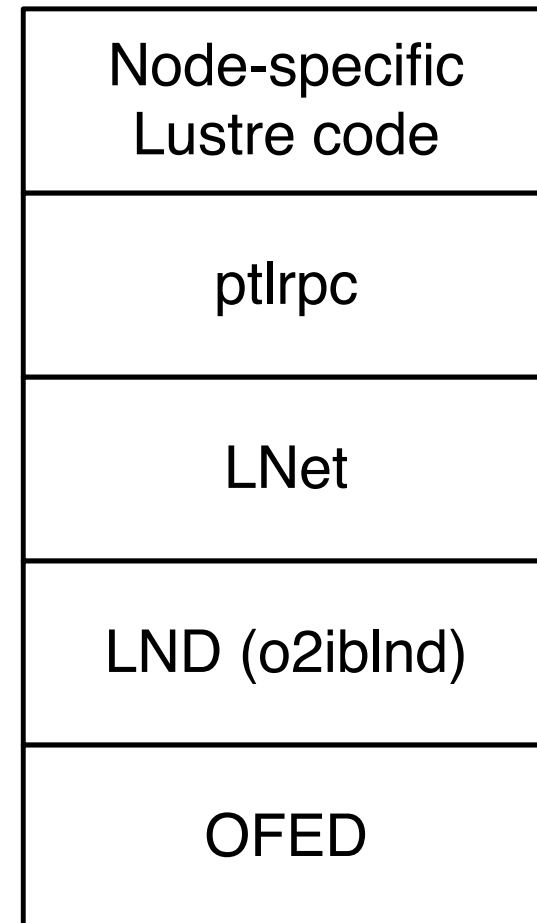 Node-specific
Lustre code
ptlrpc
LNet
LND (o2iblnd)
OFED